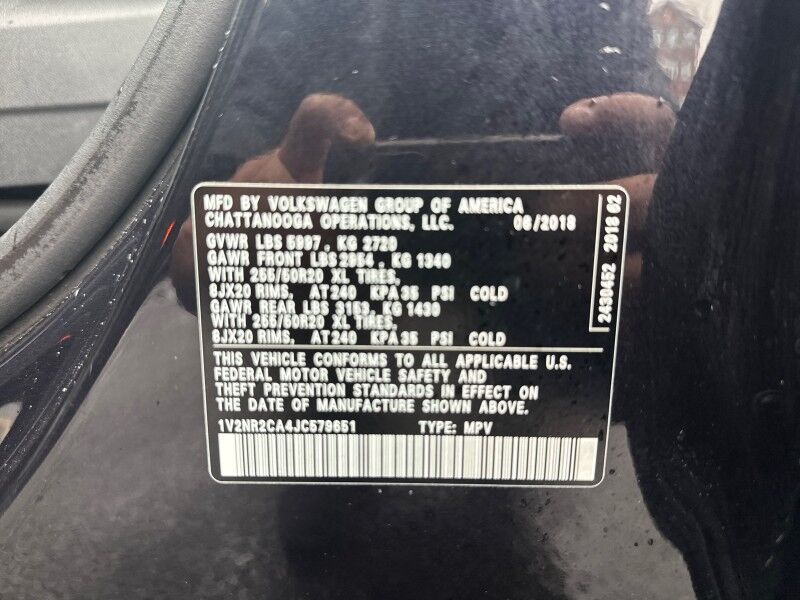 MFD BY VOLKSWAGEN GROUP OF AMERICA
CHATTANOOGA OPERATIONS, LLC. 06/2018
GVWR LBS 5997, KG 2720
GAWR FRONT LBS 2954, KG 1340
WITH 255/50R20 XL TIRES,
8JX20 RIMS, AT 240 KPA 35 PSI COLD
GAWR REAR LBS 3153, KG 1430
WITH 255/50R20 XL TIRES,
8JX20 RIMS, AT 240 KPA 35 PSI COLD
THIS VEHICLE CONFORMS TO ALL APPLICABLE U.S.
FEDERAL MOTOR VEHICLE SAFETY AND
THEFT PREVENTION STANDARDS IN EFFECT ON
THE DATE OF MANUFACTURE SHOWN ABOVE.
1V2NR2CA4JC579651 TYPE: MPV
2430452 2018 02